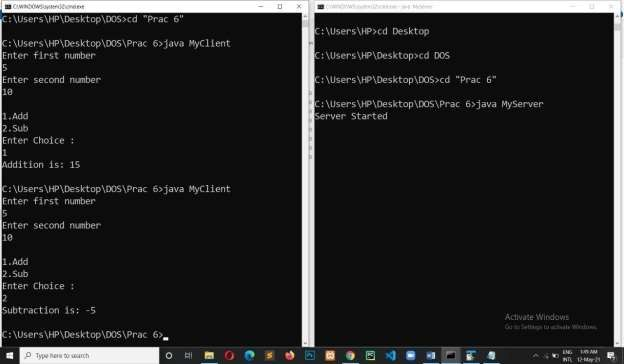 C:\WINDOWS\system32\cmd.exe
C:\Users\HP\Desktop\DOS>cd "Prac 6"
C:\Users\HP\Desktop\DOS\Prac 6>java MyClient
Enter first number
5
Enter second number
10
1.Add
2.Sub
Enter Choice :
1
Addition is: 15
C:\Users\HP\Desktop\DOS\Prac 6>java MyClient
Enter first number
5
Enter second number
10
1.Add
2.Sub
Enter Choice :
2
Subtraction is: -5
C:\Users\HP\Desktop\DOS\Prac 6>
C:\WINDOWS\system32\cmd.exe - java MyServer
C:\Users\HP>cd Desktop
C:\Users\HP\Desktop>cd DOS
C:\Users\HP\Desktop\DOS>cd "Prac 6"
C:\Users\HP\Desktop\DOS\Prac 6>java MyServer
Server Started
Activate Windows
Go to Settings to activate Windows.
Type here to search
ENG
INTL
1:49 AM
12-May-21